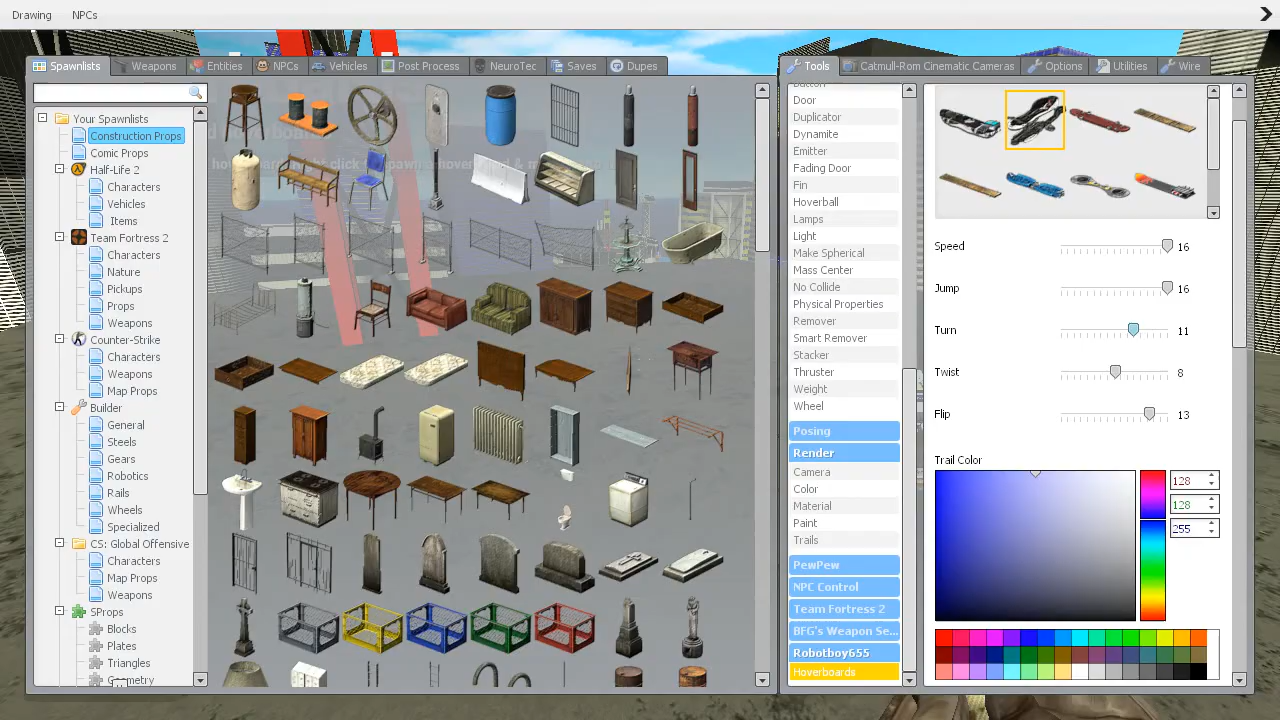 Drawing NPCs
Spawnlists Weapons Entities NPCs Vehicles Post Process NeuroTec Saves Dupes
Tools Catmull-Rom Cinematic Cameras Options Utilities Wire
Your Spawnlists
Construction Props
Comic Props
Half-Life 2
Characters
Vehicles
Items
Team Fortress 2
Characters
Nature
Pickups
Props
Weapons
Counter-Strike
Characters
Weapons
Map Props
Builder
General
Steels
Gears
Robotics
Rails
Wheels
Specialized
CS: Global Offensive
Characters
Map Props
Weapons
SProps
Blocks
Plates
Triangles
Geometry
Button
Door
Duplicator
Dynamite
Emitter
Fading Door
Fin
Hoverball
Lamps
Light
Make Spherical
Mass Center
No Collide
Physical Properties
Remover
Smart Remover
Stacker
Thruster
Weight
Wheel
Posing
Render
Camera
Color
Material
Paint
Trails
PewPew
NPC Control
Team Fortress 2
BFG's Weapon Se...
Robotboy655
Hoverboards
Speed 16
Jump 16
Turn 11
Twist 8
Flip 13
Trail Color
128
128
255